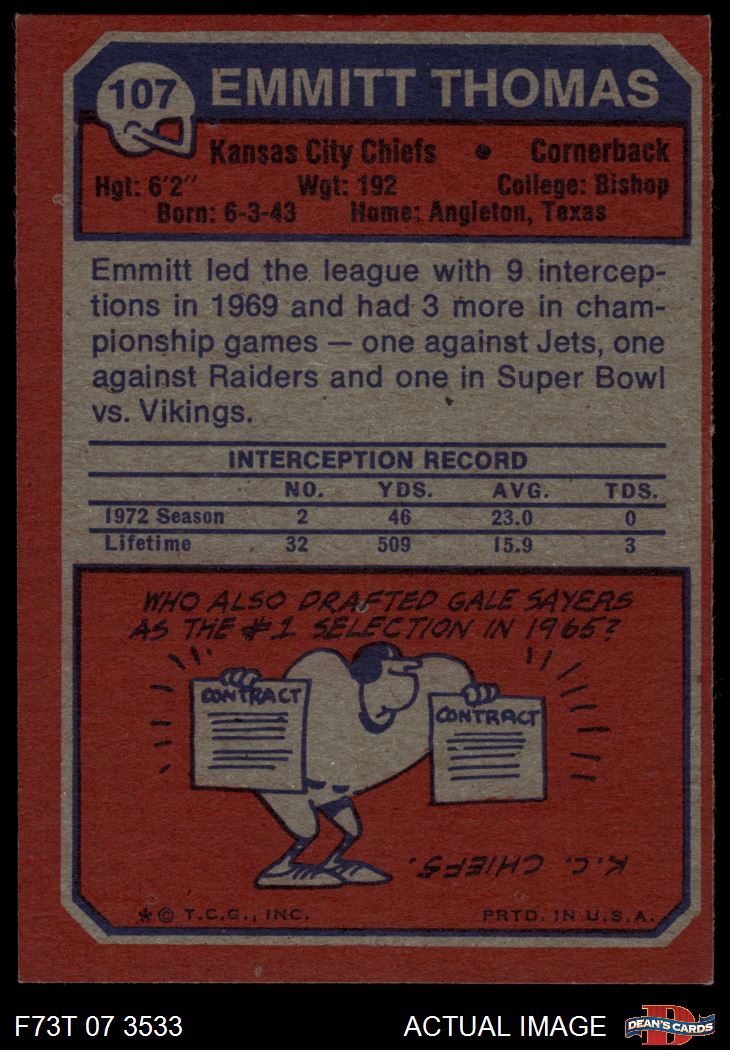 107
EMMITT THOMAS
Kansas City Chiefs • Cornerback
Hgt: 6'2" Wgt: 192 College: Bishop
Born: 6-3-43 Home: Angleton, Texas
Emmitt led the league with 9 intercep-
tions in 1969 and had 3 more in cham-
pionship games — one against Jets, one
against Raiders and one in Super Bowl
vs. Vikings.
INTERCEPTION RECORD
NO. YDS. AVG. TDS.
1972 Season 2 46 23.0 0
Lifetime 32 509 15.9 3
WHO ALSO DRAFTED GALE SAYERS
AS THE #1 SELECTION IN 1965?
CONTRACT
CONTRACT
K.C. CHIEFS.
*© T.C.G., INC. PRTD. IN U.S.A.
F73T 07 3533 ACTUAL IMAGE
D
DEAN'S CARDS